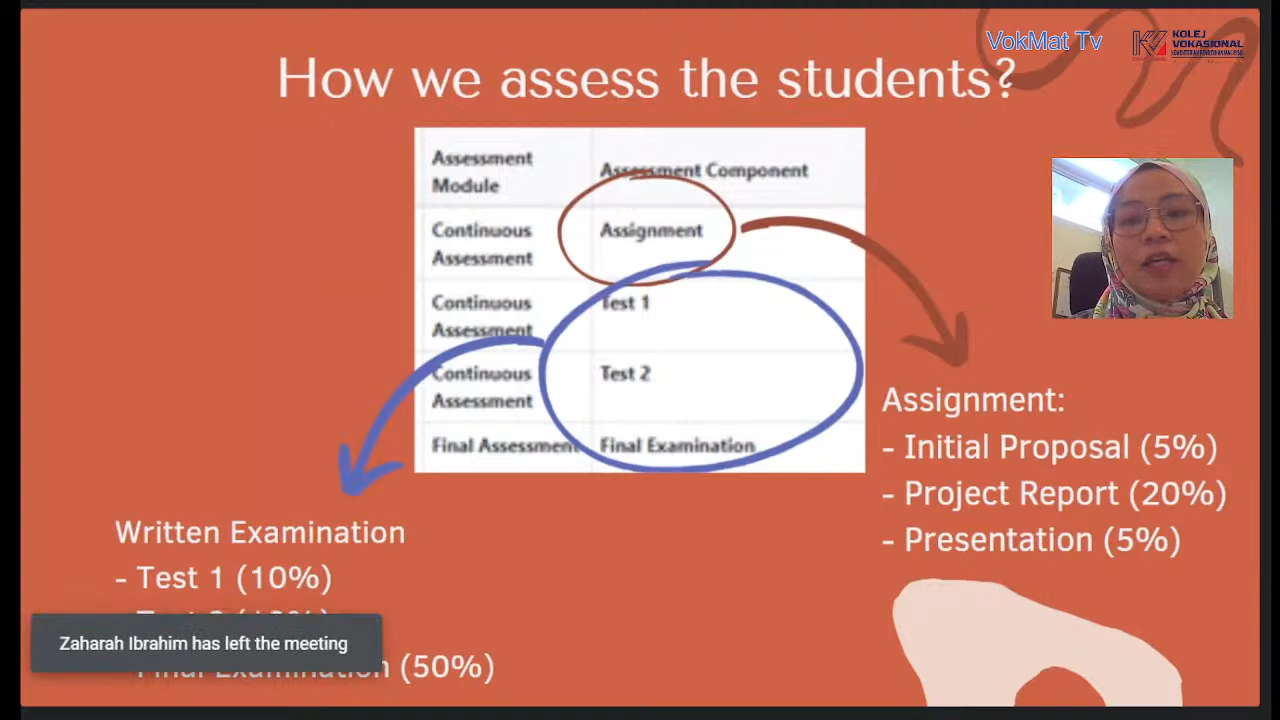 VokMat Tv
KOLEJ
VOKASIONAL
How we assess the students?
Assessment
Module
Assessment Component
Continuous
Assessment
Assignment
Continuous
Assessment
Test 1
Continuous
Assessment
Test 2
Final Assessment
Final Examination
Assignment:
- Initial Proposal (5%)
- Project Report (20%)
- Presentation (5%)
Written Examination
- Test 1 (10%)
Zaharah Ibrahim has left the meeting
- Final Examination (50%)